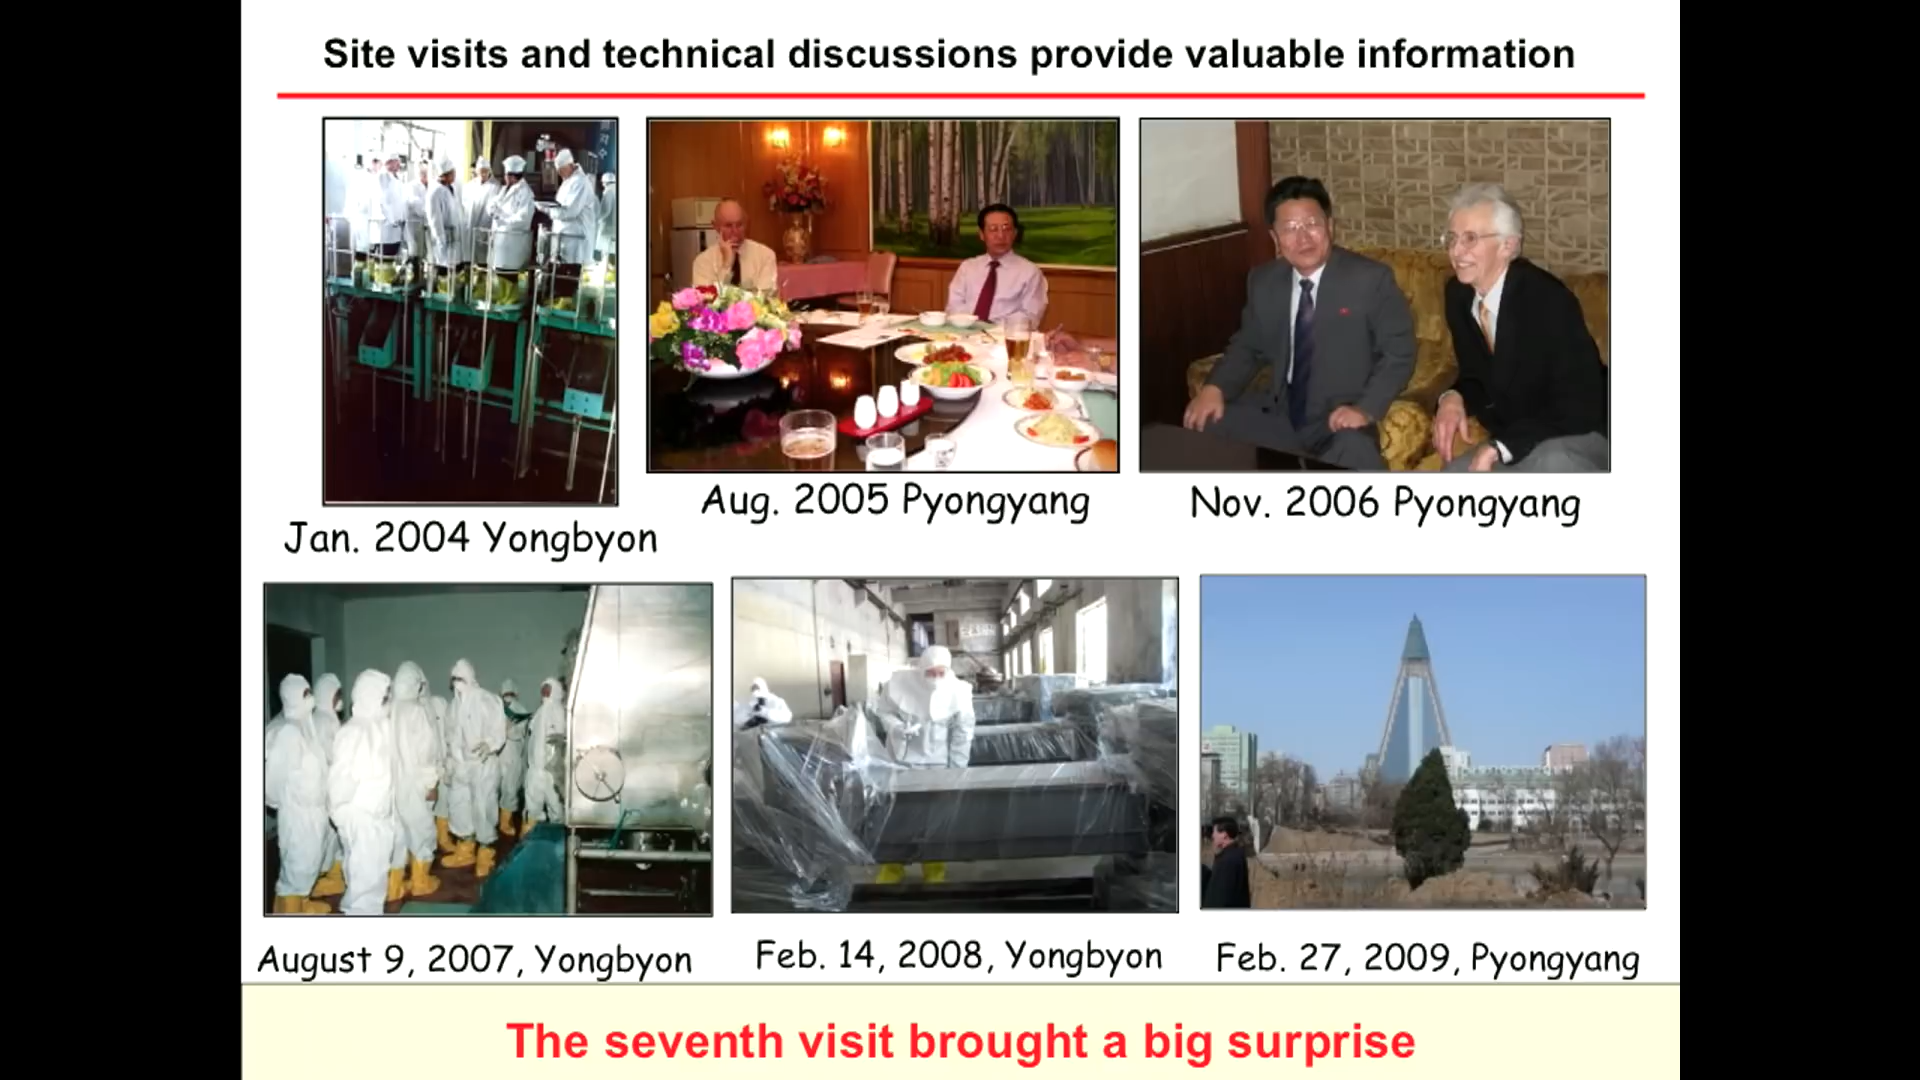 Site visits and technical discussions provide valuable information
Aug. 2005 Pyongyang
Nov. 2006 Pyongyang
Jan. 2004 Yongbyon
August 9, 2007, Yongbyon
Feb. 14, 2008, Yongbyon
Feb. 27, 2009, Pyongyang
The seventh visit brought a big surprise